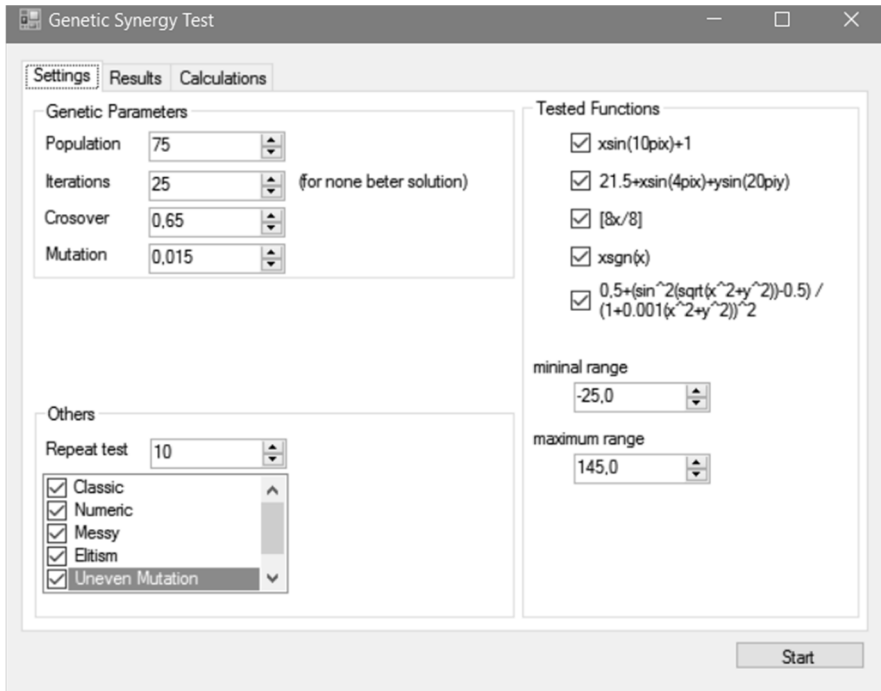 Genetic Synergy Test
Settings Results Calculations
Genetic Parameters
Population 75
Iterations 25 (for none beter solution)
Crosover 0,65
Mutation 0,015
Others
Repeat test 10
Classic
Numeric
Messy
Elitism
Uneven Mutation
Tested Functions
xsin(10pix)+1
21.5+xsin(4pix)+ysin(20piy)
[8x/8]
xsgn(x)
0,5+(sin^2(sqrt(x^2+y^2))-0.5) /
(1+0.001(x^2+y^2))^2
mininal range
-25,0
maximum range
145,0
Start